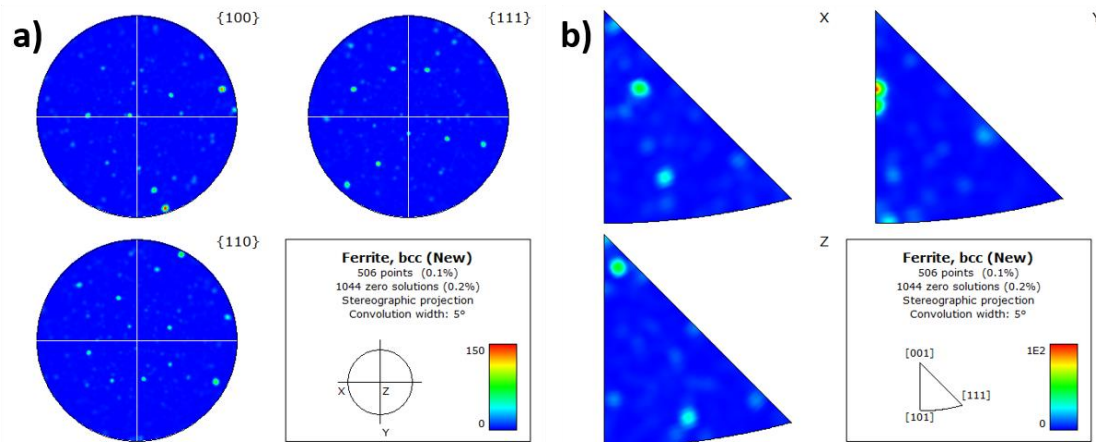 a)
{100}
{111}
{110}
Ferrite, bcc (New)
506 points (0.1%)
1044 zero solutions (0.2%)
Stereographic projection
Convolution width: 5°
150
0
X
Z
Y
b)
X
Y
Z
Ferrite, bcc (New)
506 points (0.1%)
1044 zero solutions (0.2%)
Stereographic projection
Convolution width: 5°
[001]
[111]
[101]
1E2
0